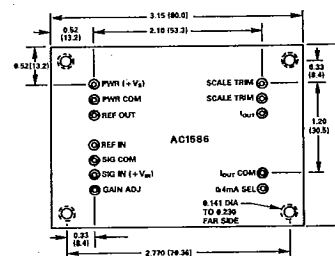 3.15 (80.0)
0.52
(13.2)
2.10 (53.3)
0.52(13.2)
0.33
(8.4)
PWR (+VS)
SCALE TRIM
PWR COM
SCALE TRIM
REF OUT
IOUT
1.20
(30.5)
AC1586
REF IN
SIG COM
SIG IN (+VIN)
IOUT COM
GAIN ADJ
0.4mA SEL
0.141 DIA
TO 0.230
FAR SIDE
0.33
(8.4)
2.770 (70.36)